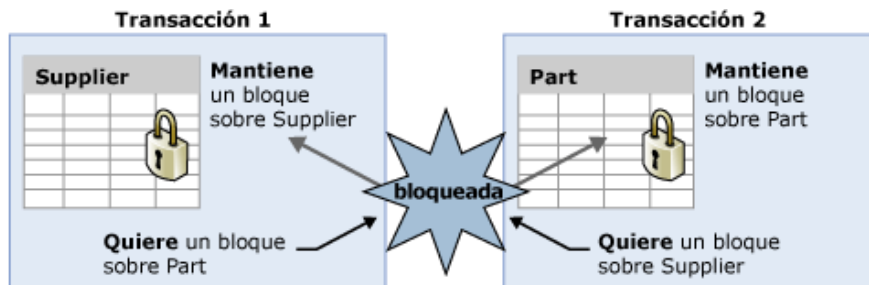 Transacción 1
Supplier
Mantiene
un bloque
sobre Supplier
Quiere un bloque
sobre Part
bloqueada
Transacción 2
Part
Mantiene
un bloque
sobre Part
Quiere un bloque
sobre Supplier